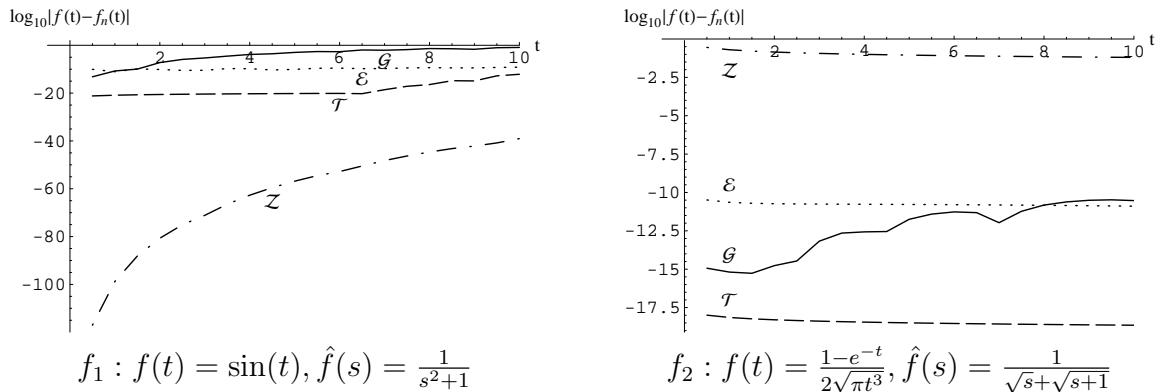 log₁₀|f(t)−fₙ(t)|
t
2
4
6
8
10
𝒢
ℰ
𝒯
𝒵
-20
-40
-60
-80
-100
f₁ : f(t) = sin(t), f̂(s) = 1/(s²+1)
log₁₀|f(t)−fₙ(t)|
t
2
4
6
8
10
𝒵
ℰ
𝒢
𝒯
-2.5
-5
-7.5
-10
-12.5
-15
-17.5
f₂ : f(t) = (1−e⁻ᵗ)/(2√(πt³)), f̂(s) = 1/(√s+√(s+1))